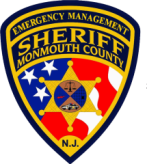 EMERGENCY MANAGEMENT
SHERIFF
MONMOUTH COUNTY
N.J.